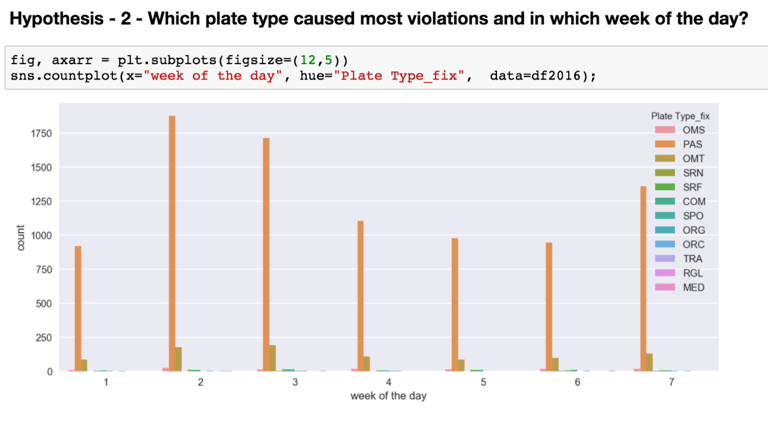 Hypothesis - 2 - Which plate type caused most violations and in which week of the day?
fig, axarr = plt.subplots(figsize=(12,5))
sns.countplot(x="week of the day", hue="Plate Type_fix",  data=df2016);
Plate Type_fix
OMS
PAS
OMT
SRN
SRF
COM
SPO
ORG
ORC
TRA
RGL
MED
1750
1500
1250
1000
750
500
250
0
count
1 2 3 4 5 6 7
week of the day